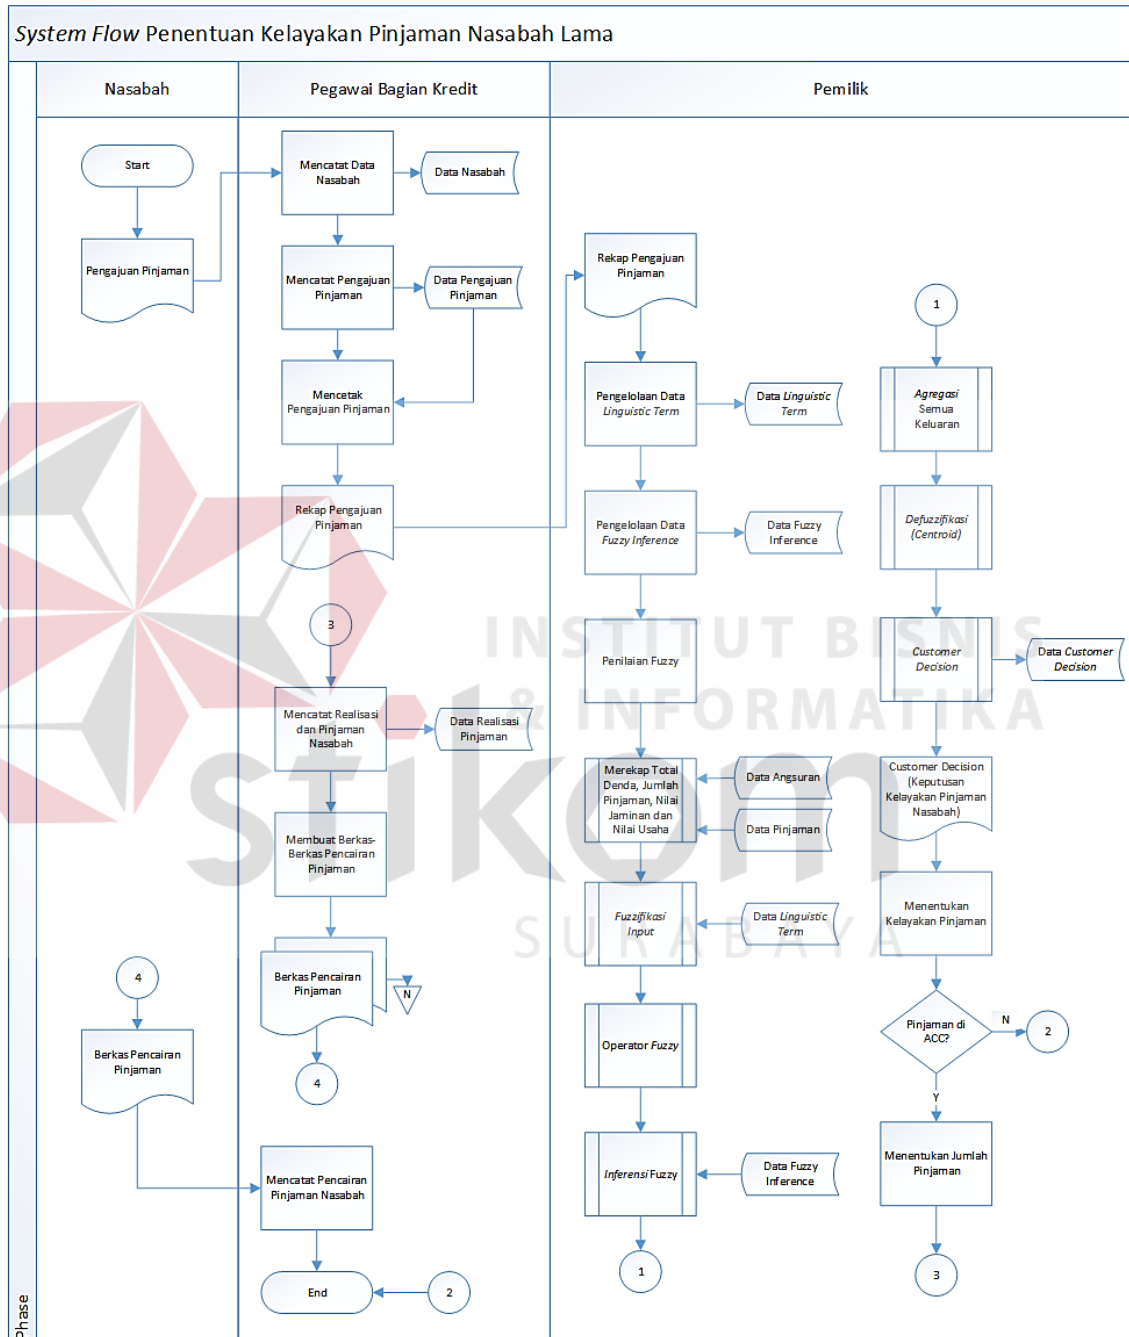 System Flow Penentuan Kelayakan Pinjaman Nasabah Lama
Nasabah
Pegawai Bagian Kredit
Pemilik
Start
Pengajuan Pinjaman
Mencatat Data
Nasabah
Data Nasabah
Mencatat Pengajuan
Pinjaman
Data Pengajuan
Pinjaman
Mencetak
Pengajuan Pinjaman
Rekap Pengajuan
Pinjaman
3
Mencatat Realisasi
dan Pinjaman
Nasabah
Data Realisasi
Pinjaman
Membuat Berkas-
Berkas Pencairan
Pinjaman
Berkas Pencairan
Pinjaman
N
4
4
Berkas Pencairan
Pinjaman
Mencatat Pencairan
Pinjaman Nasabah
End
2
Rekap Pengajuan
Pinjaman
Pengelolaan Data
Linguistic Term
Data Linguistic
Term
Pengelolaan Data
Fuzzy Inference
Data Fuzzy
Inference
Penilaian Fuzzy
Merekap Total
Denda, Jumlah
Pinjaman, Nilai
Jaminan dan
Nilai Usaha
Data Angsuran
Data Pinjaman
Fuzzifikasi
Input
Data Linguistic
Term
Operator Fuzzy
Inferensi Fuzzy
Data Fuzzy
Inference
1
1
Agregasi
Semua
Keluaran
Defuzzifikasi
(Centroid)
Customer
Decision
Data Customer
Decision
Customer Decision
(Keputusan
Kelayakan Pinjaman
Nasabah)
Menentukan
Kelayakan Pinjaman
Pinjaman di
ACC?
N
2
Y
Menentukan Jumlah
Pinjaman
3
Phase
INSTITUT BISNIS
& INFORMATIKA
stikom
SURABAYA